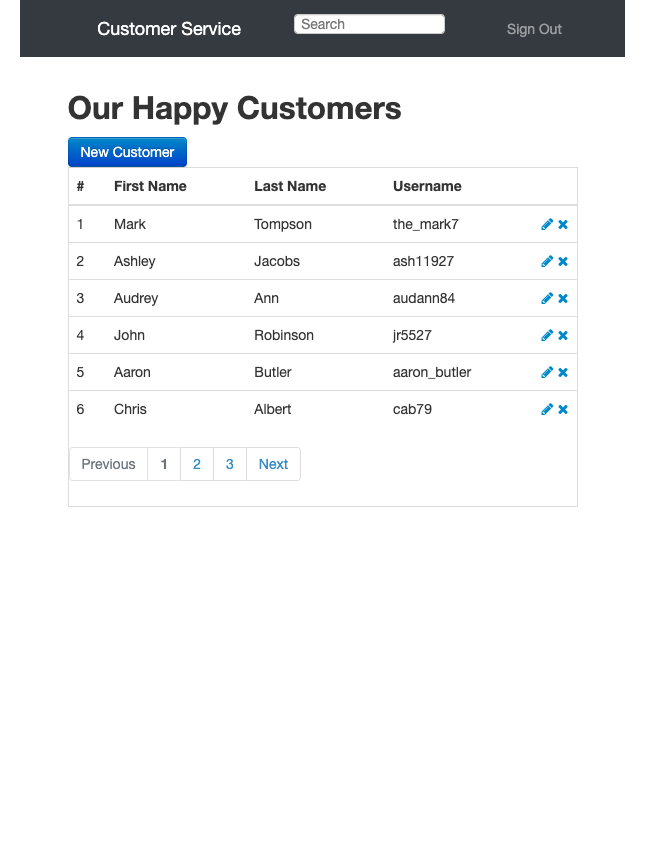 Customer Service Search Sign Out
Our Happy Customers
New Customer
# First Name Last Name Username
1 Mark Tompson the_mark7
2 Ashley Jacobs ash11927
3 Audrey Ann audann84
4 John Robinson jr5527
5 Aaron Butler aaron_butler
6 Chris Albert cab79
Previous 1 2 3 Next